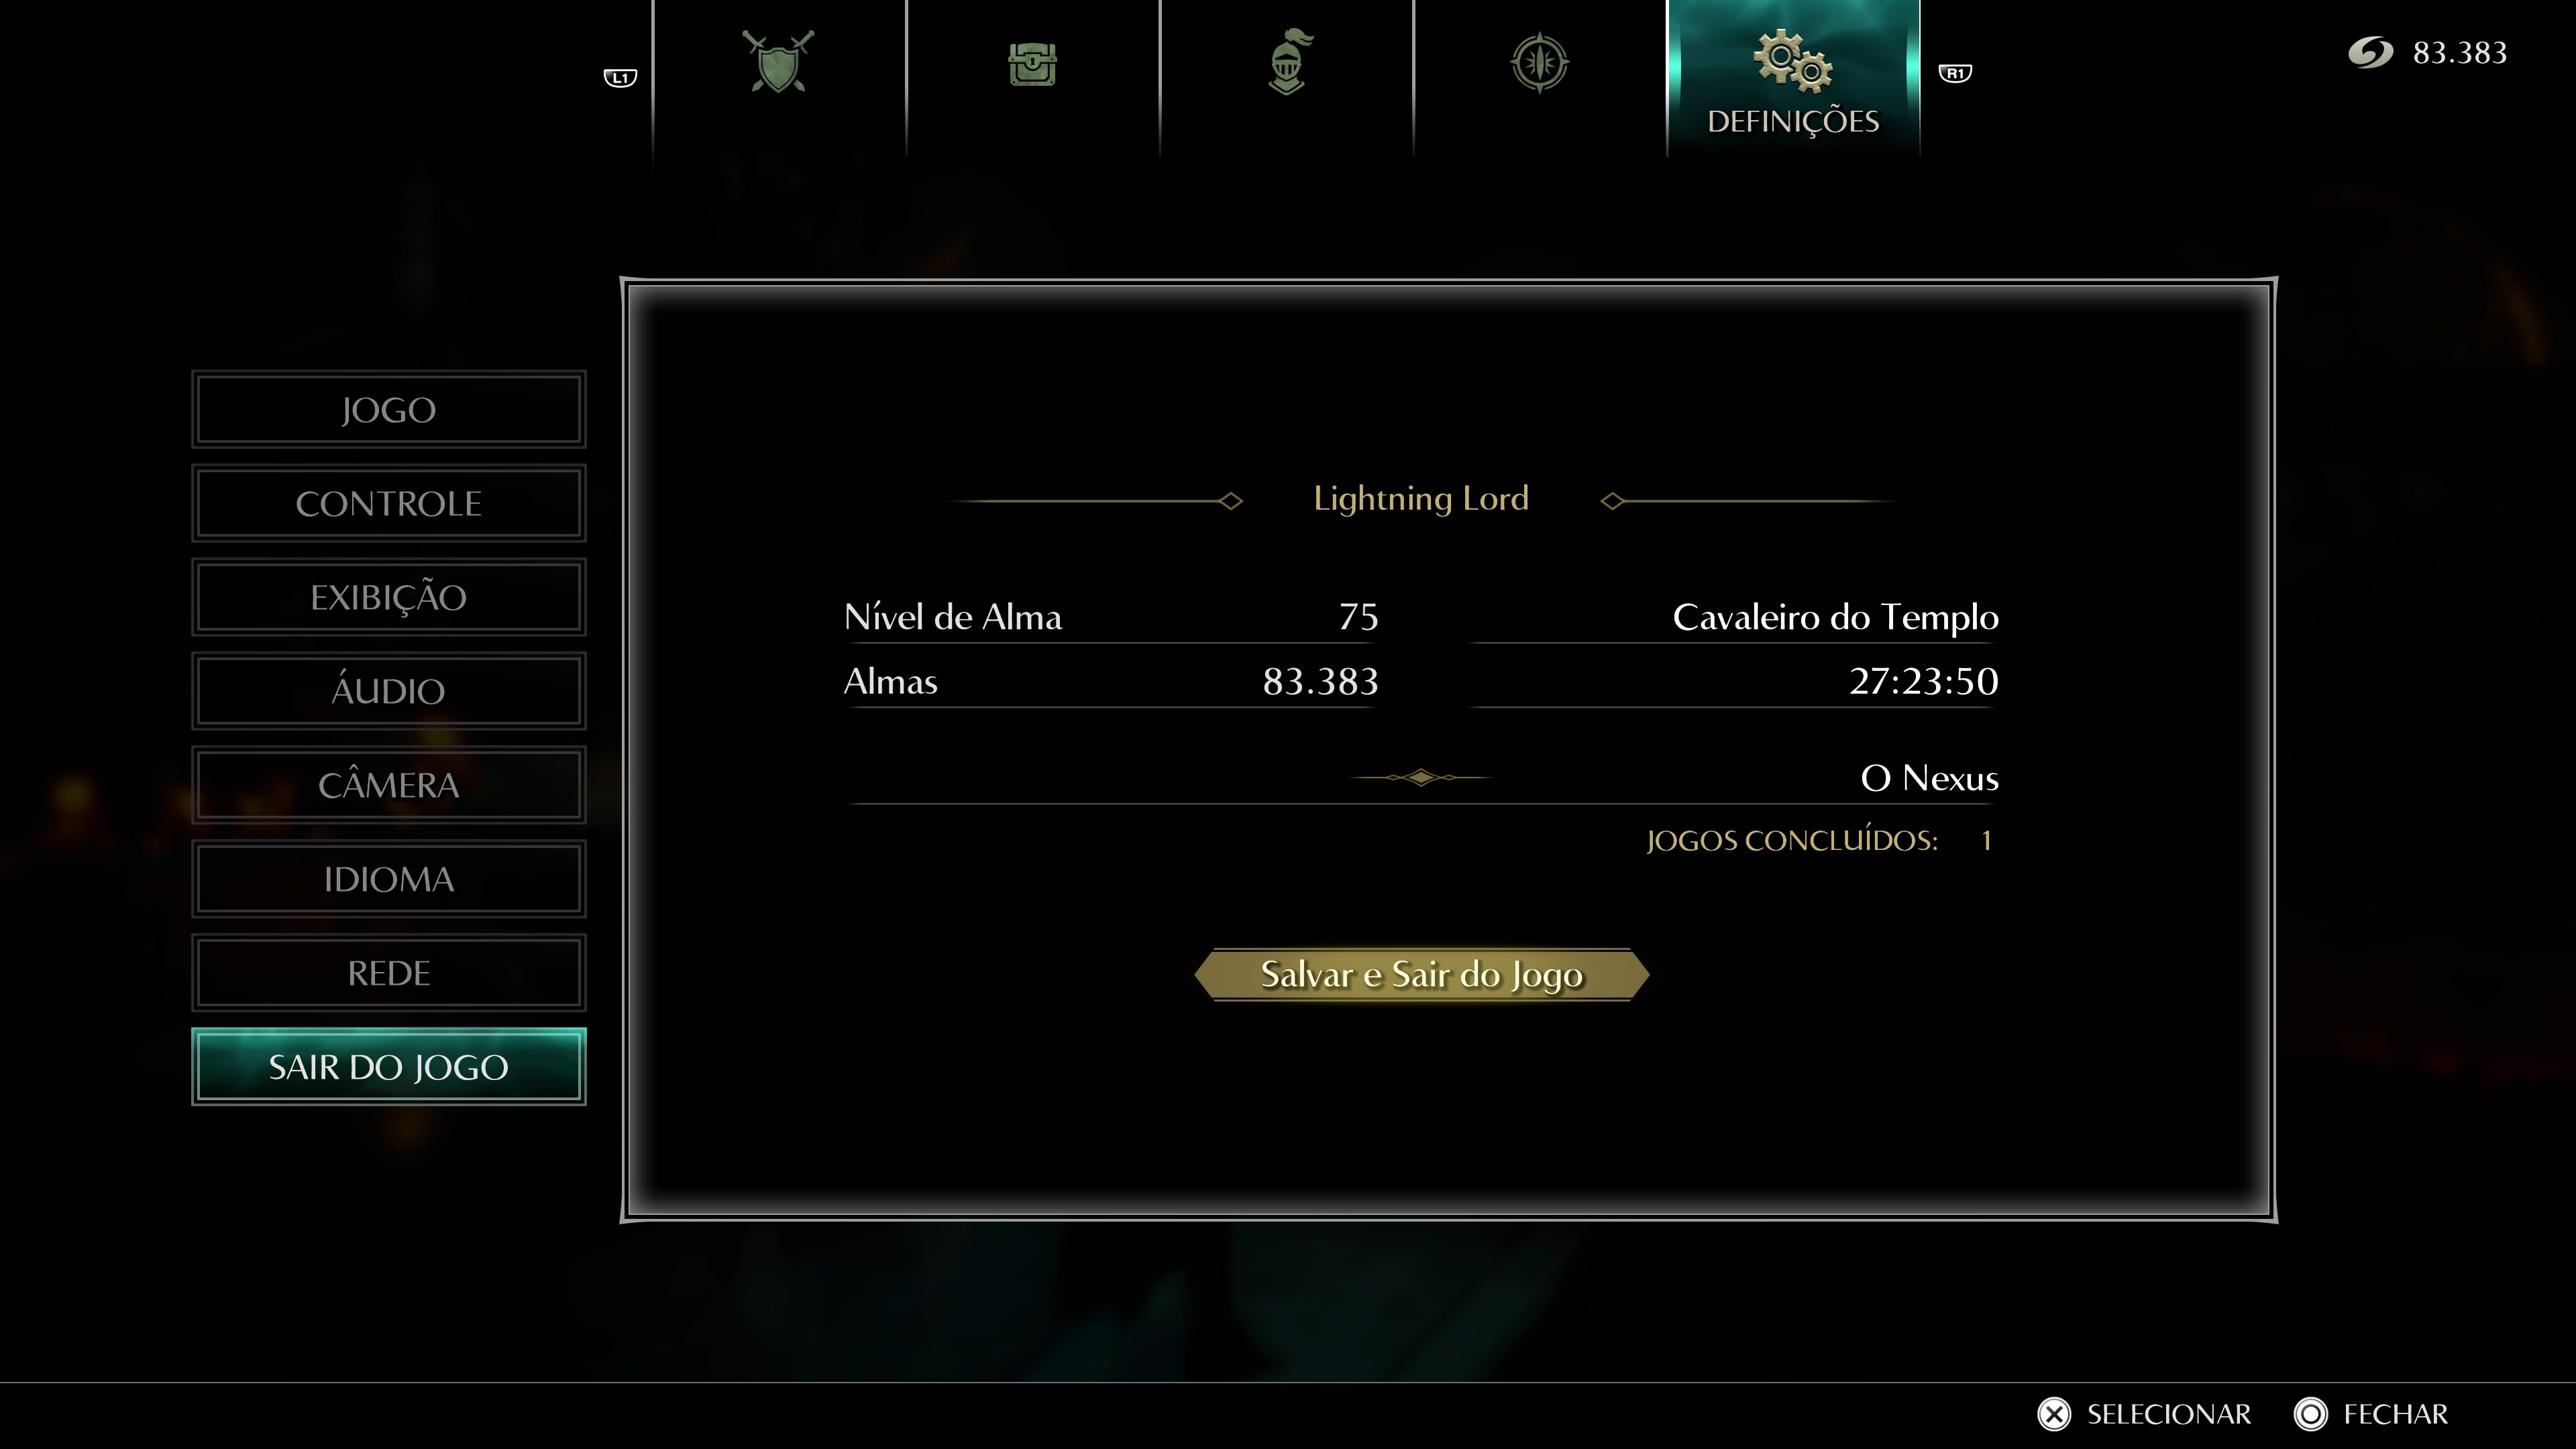 L1
DEFINIÇÕES
R1
83.383
JOGO
CONTROLE
EXIBIÇÃO
ÁUDIO
CÂMERA
IDIOMA
REDE
SAIR DO JOGO
Lightning Lord
Nível de Alma 75 Cavaleiro do Templo
Almas 83.383 27:23:50
O Nexus
JOGOS CONCLUÍDOS: 1
Salvar e Sair do Jogo
SELECIONAR FECHAR